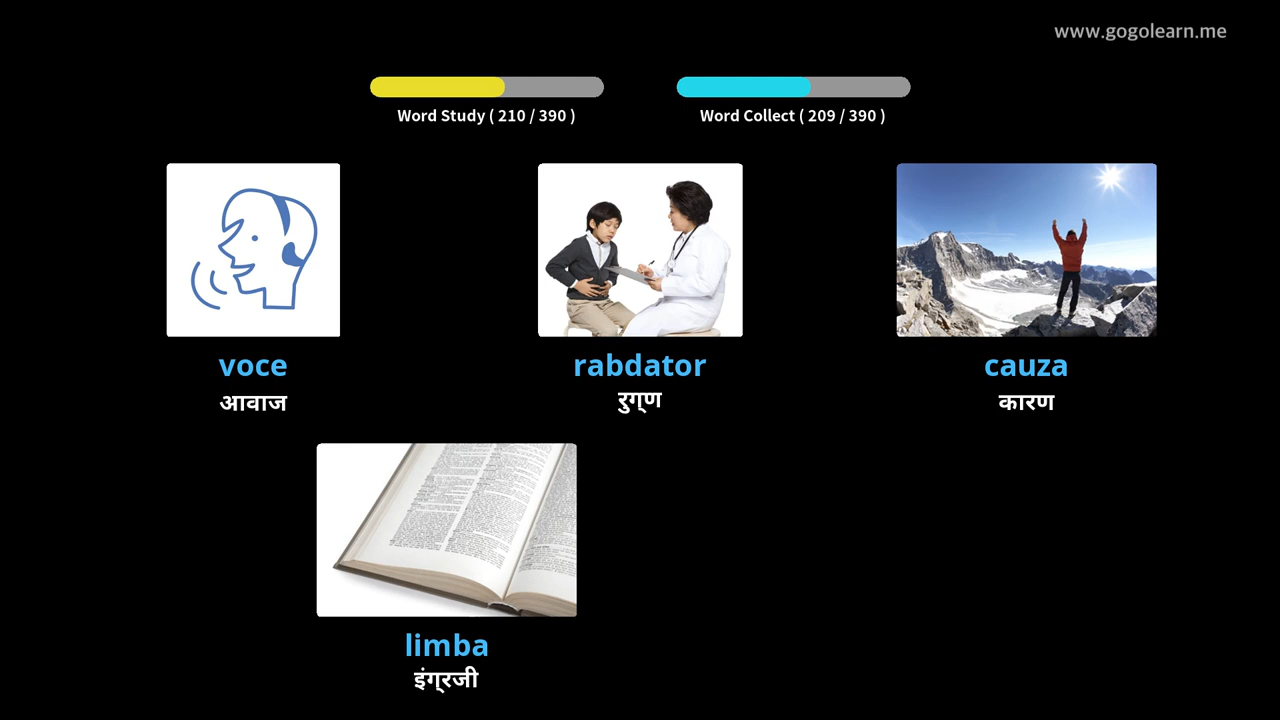 www.gogolearn.me
Word Study ( 210 / 390 )
Word Collect ( 209 / 390 )
voce
आवाज
rabdator
रुग्ण
cauza
कारण
limba
इंग्रजी